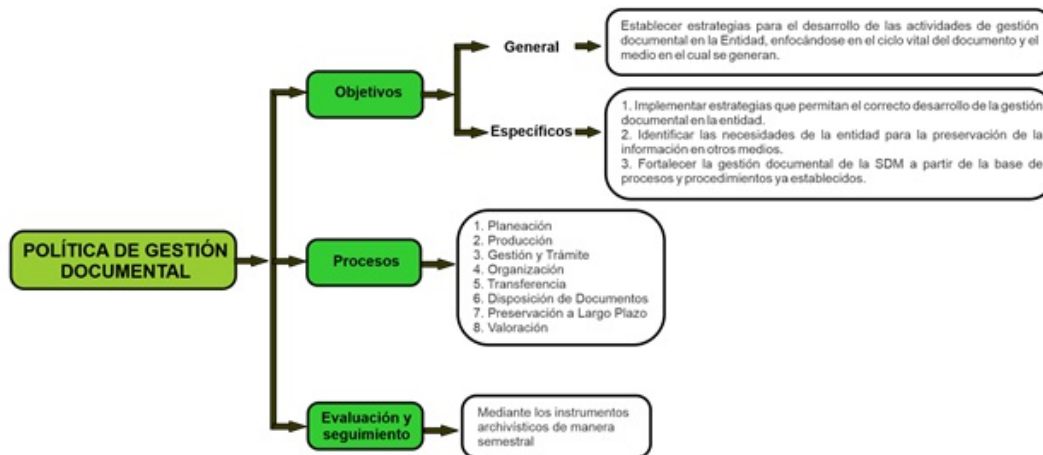 General
Establecer estrategias para el desarrollo de las actividades de gestión
documental en la Entidad, enfocándose en el ciclo vital del documento y el
medio en el cual se generan.
Objetivos
Específicos
1. Implementar estrategias que permitan el correcto desarrollo de la gestión
documental en la entidad.
2. Identificar las necesidades de la entidad para la preservación de la
información en otros medios.
3. Fortalecer la gestión documental de la SDM a partir de la base de
procesos y procedimientos ya establecidos.
POLÍTICA DE GESTIÓN
DOCUMENTAL
Procesos
1. Planeación
2. Producción
3. Gestión y Trámite
4. Organización
5. Transferencia
6. Disposición de Documentos
7. Preservación a Largo Plazo
8. Valoración
Evaluación y
seguimiento
Mediante los instrumentos
archivísticos de manera
semestral